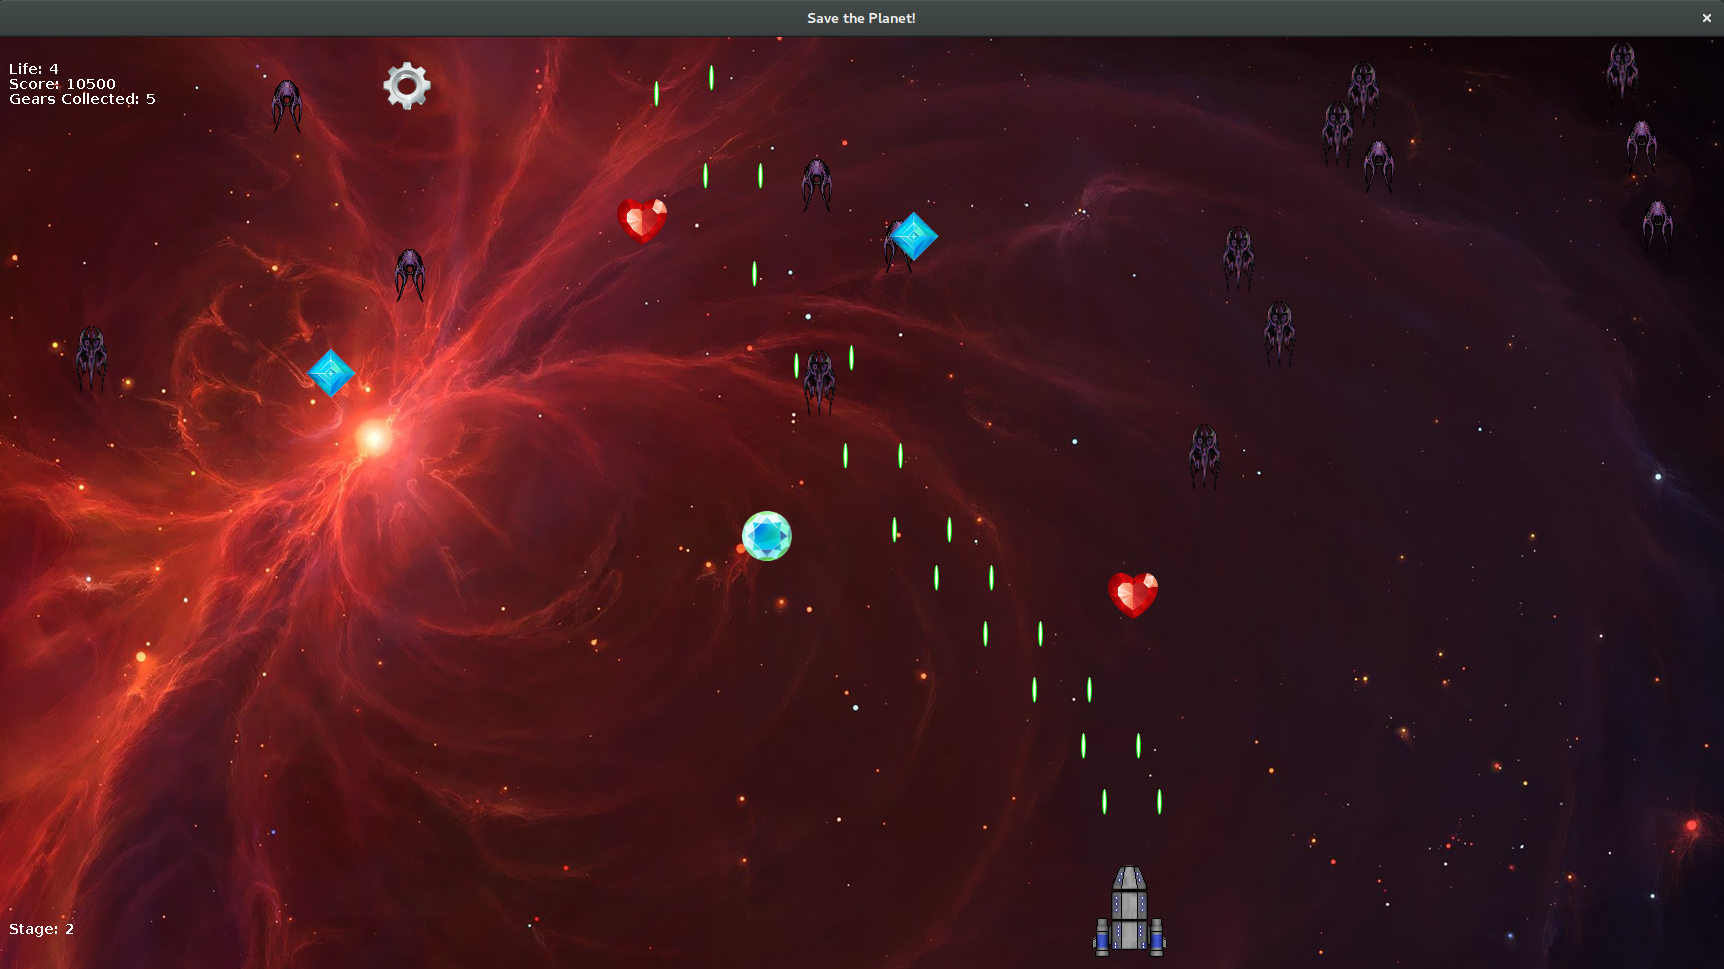 Save the Planet!
Life: 4
Score: 10500
Gears Collected: 5
Stage: 2